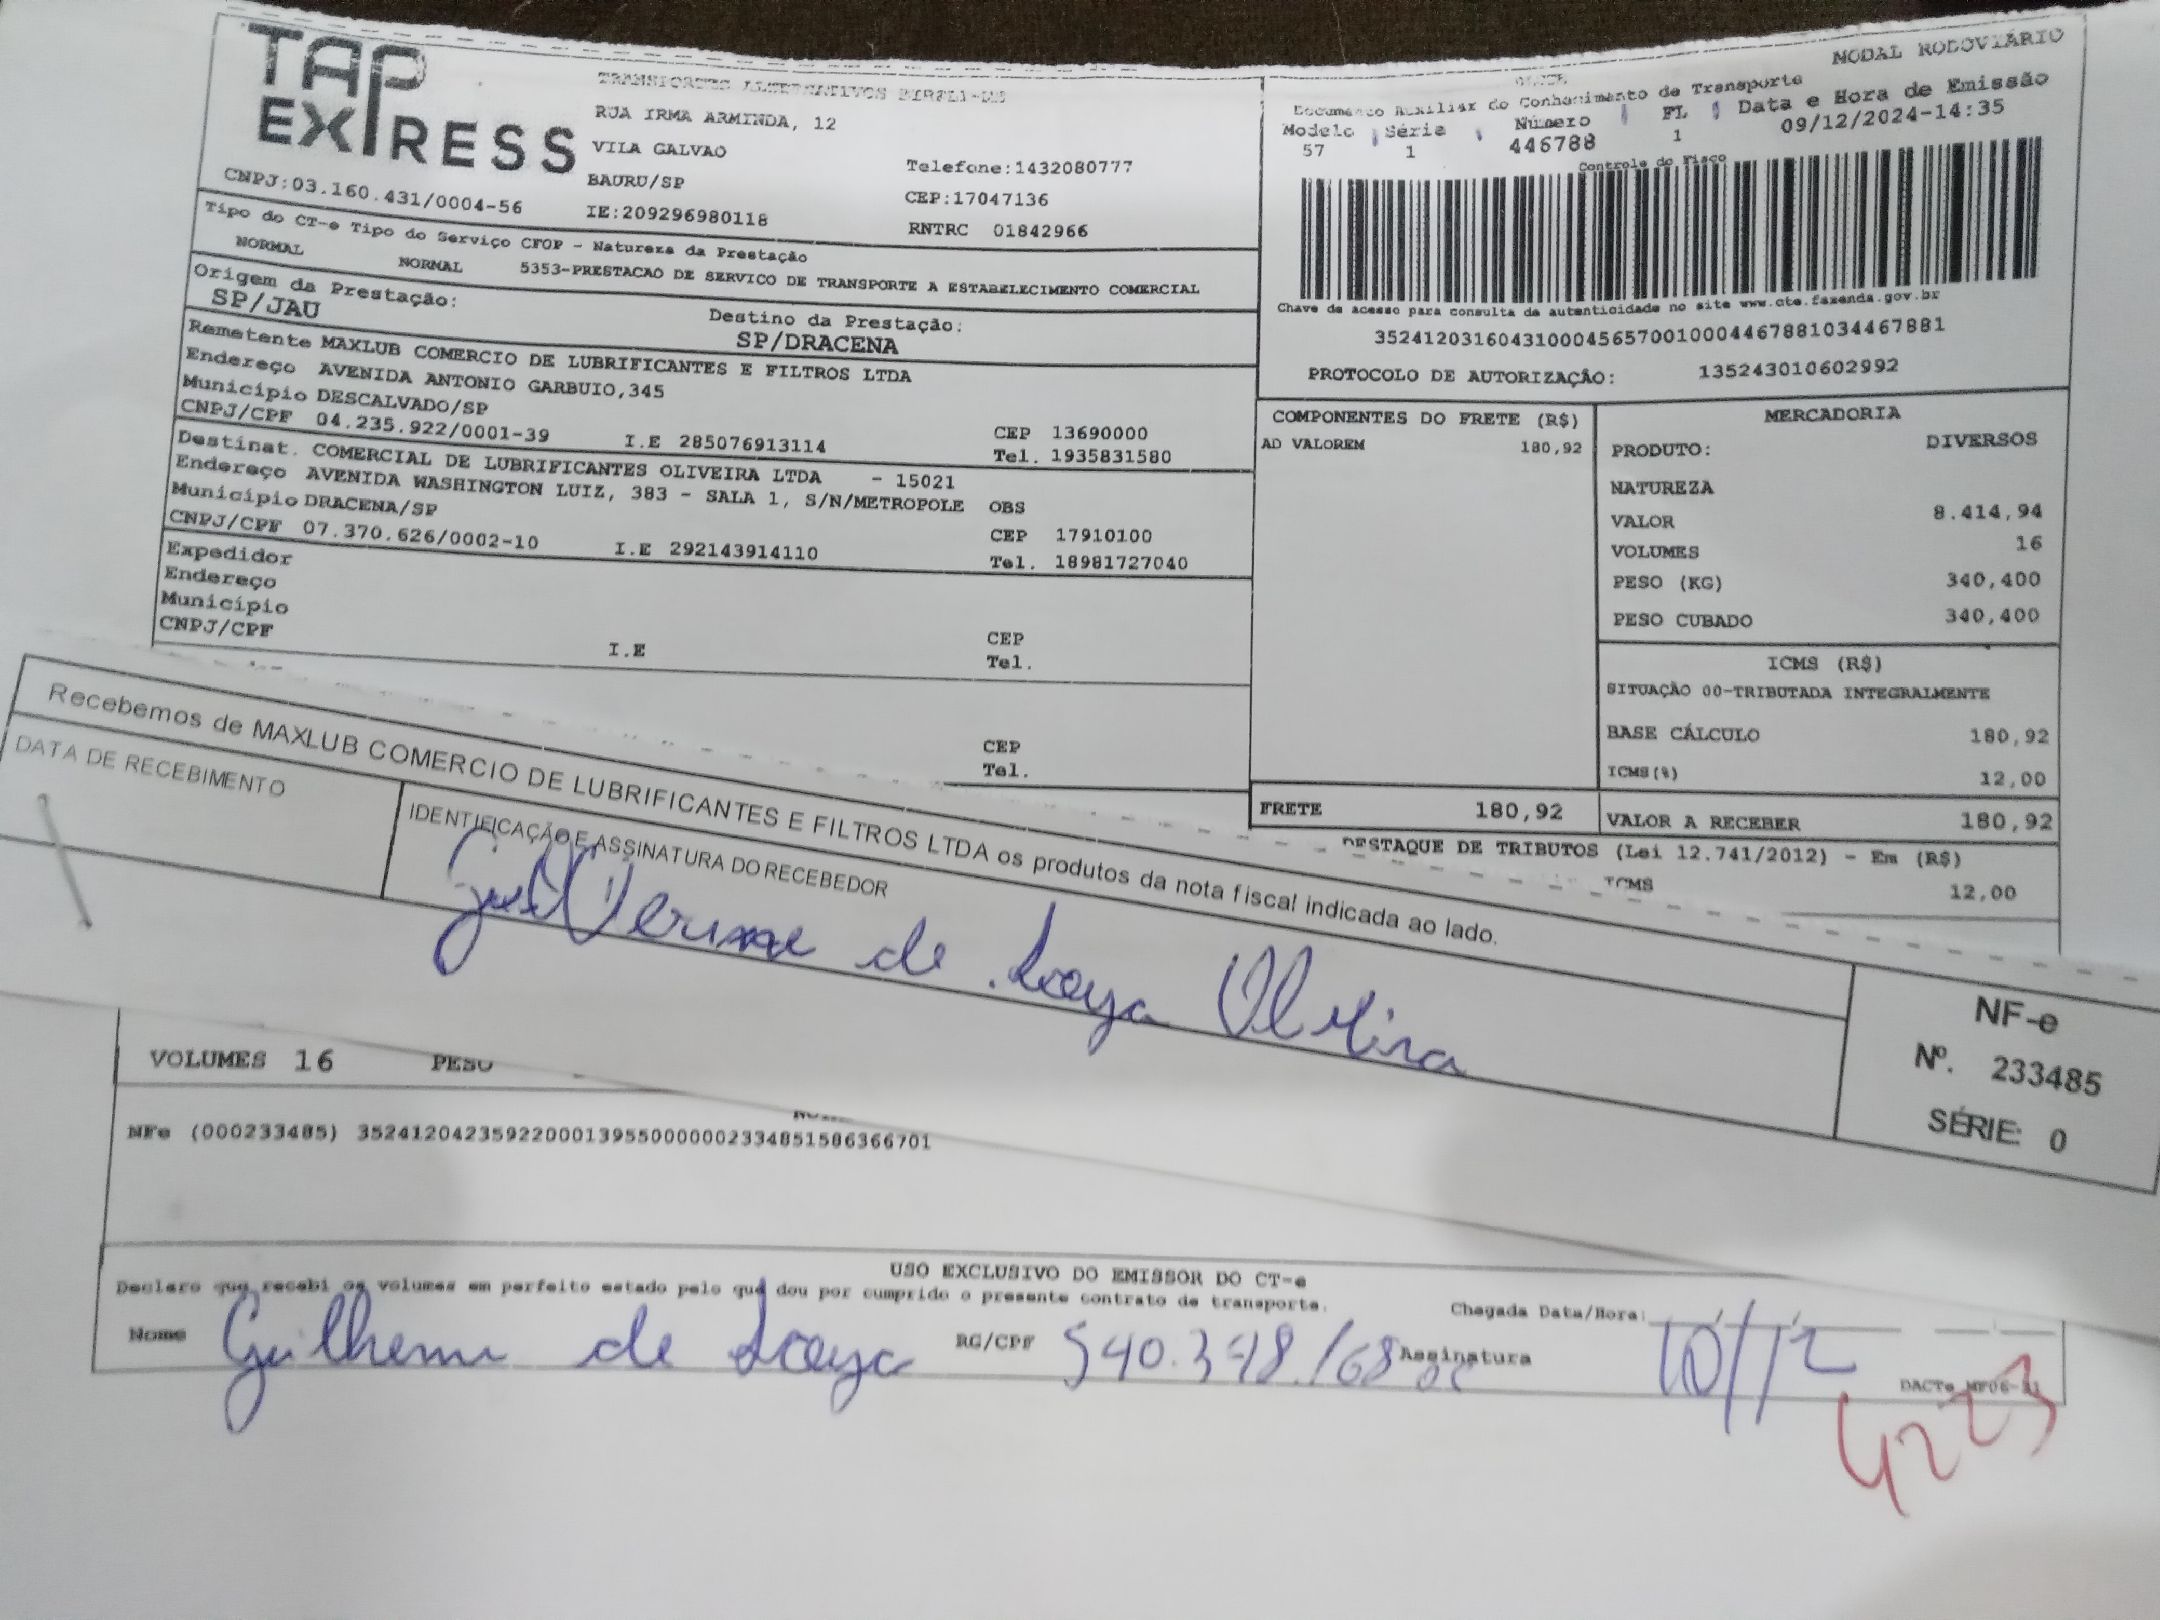 TAP EXPRESS
TRANSPORTES ALTERNATIVOS EIRELI-ME
RUA IRMA ARMINDA, 12
VILA GALVAO
BAURU/SP
Telefone:1432080777
CEP:17047136
CNPJ:03.160.431/0004-56
IE:209296980118
RNTRC 01842966
Tipo do CT-e Tipo do Serviço CFOP - Natureza da Prestação
NORMAL NORMAL 5353-PRESTACAO DE SERVICO DE TRANSPORTE A ESTABELECIMENTO COMERCIAL
Origem da Prestação:
SP/JAU
Destino da Prestação:
SP/DRACENA
MODAL RODOVIÁRIO
Documento Auxiliar do Conhecimento de Transporte
Modelo Série Número FL Data e Hora de Emissão
57 1 446788 1 09/12/2024-14:35
Controle do Fisco
Chave de acesso para consulta de autenticidade no site www.cte.fazenda.gov.br
35241203160431000456570010004467881034467881
PROTOCOLO DE AUTORIZAÇÃO: 135243010602992
Remetente MAXLUB COMERCIO DE LUBRIFICANTES E FILTROS LTDA
Endereço AVENIDA ANTONIO GARBUIO,345
Município DESCALVADO/SP CEP 13690000
CNPJ/CPF 04.235.922/0001-39 I.E 285076913114 Tel. 1935831580
Destinat. COMERCIAL DE LUBRIFICANTES OLIVEIRA LTDA - 15021
Endereço AVENIDA WASHINGTON LUIZ, 383 - SALA 1, S/N/METROPOLE OBS
Município DRACENA/SP CEP 17910100
CNPJ/CPF 07.370.626/0002-10 I.E 292143914110 Tel. 18981727040
Expedidor
Endereço
Município CEP
CNPJ/CPF I.E Tel.
CEP
Tel.
COMPONENTES DO FRETE (R$)
AD VALOREM 180,92
FRETE 180,92
MERCADORIA
PRODUTO: DIVERSOS
NATUREZA
VALOR 8.414,94
VOLUMES 16
PESO (KG) 340,400
PESO CUBADO 340,400
ICMS (R$)
SITUAÇÃO 00-TRIBUTADA INTEGRALMENTE
BASE CÁLCULO 180,92
ICMS(%) 12,00
VALOR A RECEBER 180,92
DESTAQUE DE TRIBUTOS (Lei 12.741/2012) - Em (R$)
ICMS 12,00
Recebemos de MAXLUB COMERCIO DE LUBRIFICANTES E FILTROS LTDA os produtos da nota fiscal indicada ao lado.
DATA DE RECEBIMENTO
IDENTIFICAÇÃO E ASSINATURA DO RECEBEDOR
Guilherme de Souza Oliveira
NF-e
Nº. 233485
SÉRIE: 0
VOLUMES 16 PESO
NFe (000233485) 35241204235922000139550000002334851586366701
USO EXCLUSIVO DO EMISSOR DO CT-e
Declaro que recebi os volumes em perfeito estado pelo que dou por cumprido o presente contrato de transporte.
Chegada Data/Hora:
Nome Guilherme de Souza RG/CPF Assinatura 10/12
4223